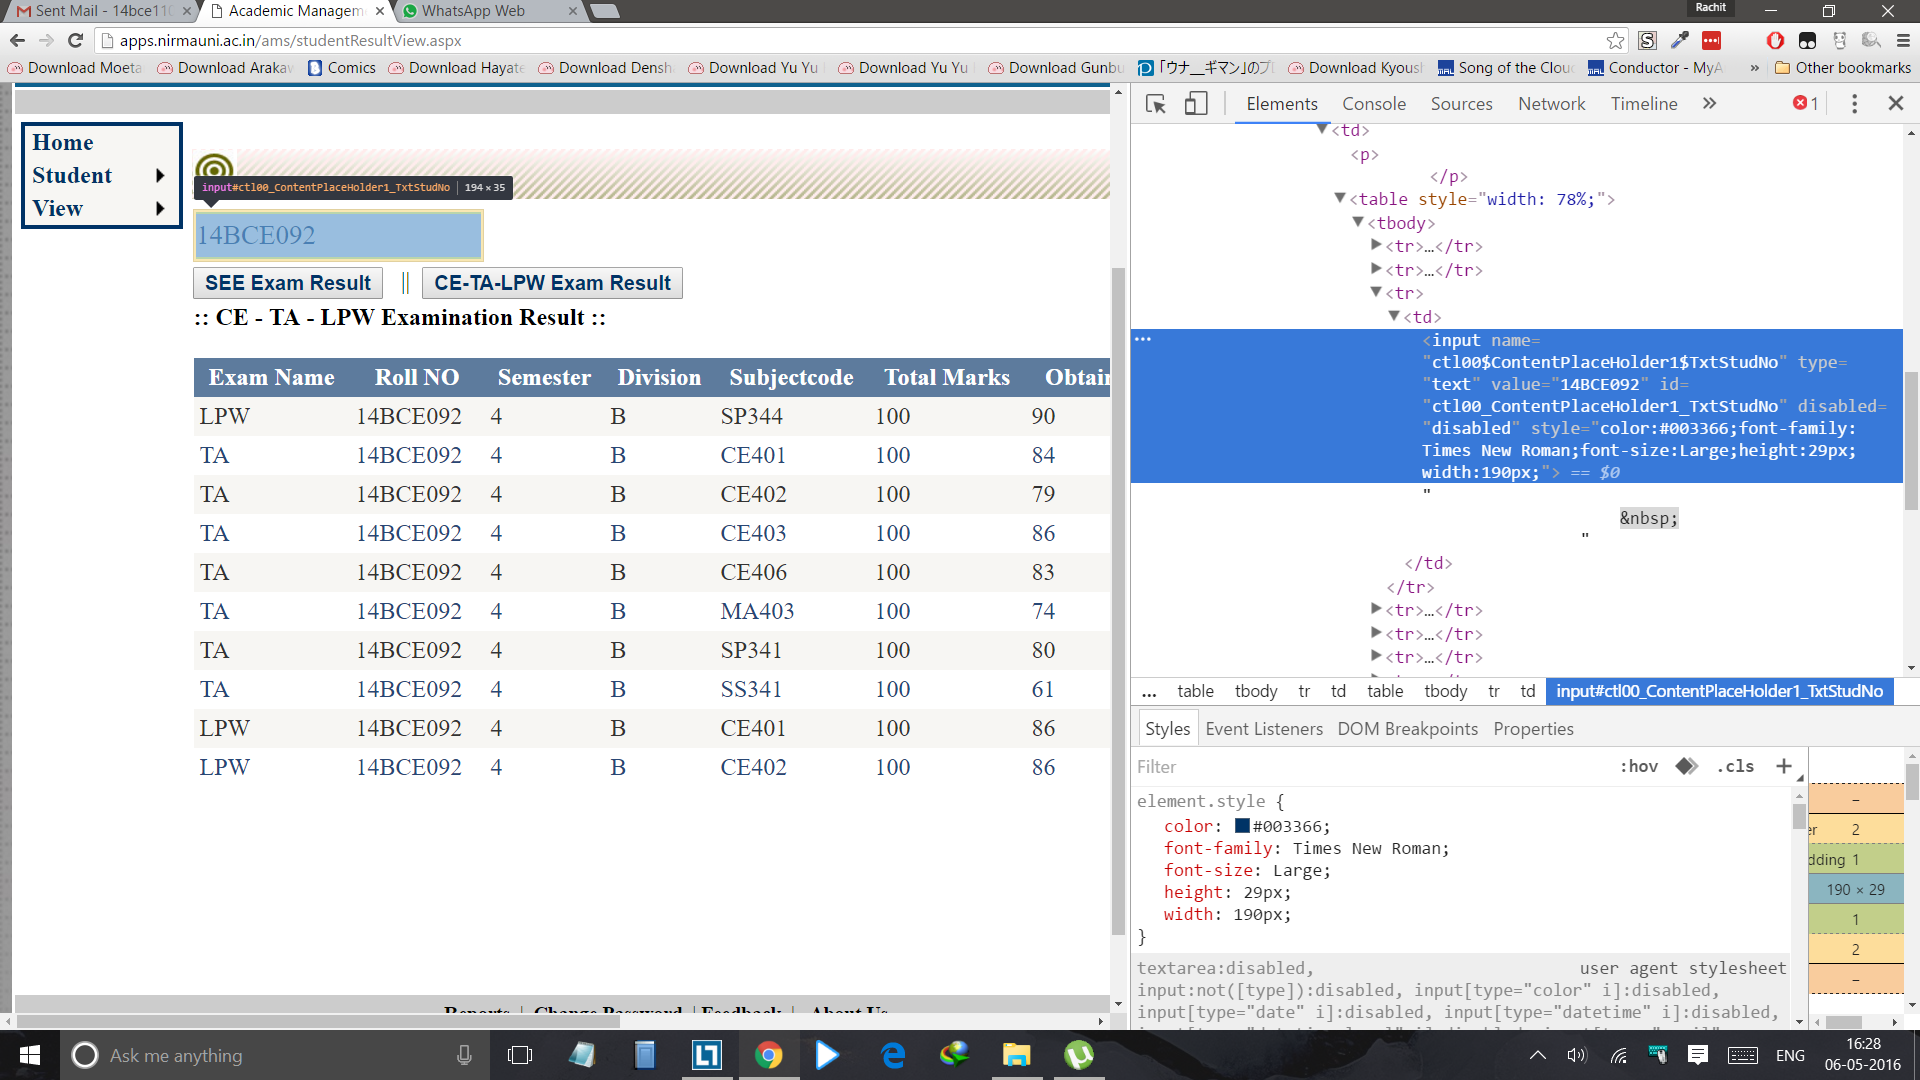 Sent Mail - 14bce110
Academic Managem
WhatsApp Web
Rachit
apps.nirmauni.ac.in/ams/studentResultView.aspx
Download Moeta
Download Arakaw
Comics
Download Hayate
Download Densh
Download Yu Yu
Download Yu Yu
Download Gunbu
「ウナ__ギマン」のプ
Download Kyoush
Song of the Clou
Conductor - MyA
»
Other bookmarks
Home
Student
View
input#ctl00_ContentPlaceHolder1_TxtStudNo | 194 × 35
14BCE092
SEE Exam Result || CE-TA-LPW Exam Result
:: CE - TA - LPW Examination Result ::
Exam Name Roll NO Semester Division Subjectcode Total Marks Obtain
LPW 14BCE092 4 B SP344 100 90
TA 14BCE092 4 B CE401 100 84
TA 14BCE092 4 B CE402 100 79
TA 14BCE092 4 B CE403 100 86
TA 14BCE092 4 B CE406 100 83
TA 14BCE092 4 B MA403 100 74
TA 14BCE092 4 B SP341 100 80
TA 14BCE092 4 B SS341 100 61
LPW 14BCE092 4 B CE401 100 86
LPW 14BCE092 4 B CE402 100 86
Reports | Change Password | Feedback | About Us
Elements Console Sources Network Timeline » 1
<td>
<p>
</p>
<table style="width: 78%;">
<tbody>
<tr>…</tr>
<tr>…</tr>
<tr>
<td>
<input name=
"ctl00$ContentPlaceHolder1$TxtStudNo" type=
"text" value="14BCE092" id=
"ctl00_ContentPlaceHolder1_TxtStudNo" disabled=
"disabled" style="color:#003366;font-family:
Times New Roman;font-size:Large;height:29px;
width:190px;"> == $0
"
&nbsp;
"
</td>
</tr>
<tr>…</tr>
<tr>…</tr>
<tr>…</tr>
... table tbody tr td table tbody tr td input#ctl00_ContentPlaceHolder1_TxtStudNo
Styles Event Listeners DOM Breakpoints Properties
Filter :hov .cls +
element.style {
color: #003366;
font-family: Times New Roman;
font-size: Large;
height: 29px;
width: 190px;
}
textarea:disabled, user agent stylesheet
input:not([type]):disabled, input[type="color" i]:disabled,
input[type="date" i]:disabled, input[type="datetime" i]:disabled,
–
er 2
dding 1
190 × 29
1
2
–
Ask me anything
ENG
16:28
06-05-2016